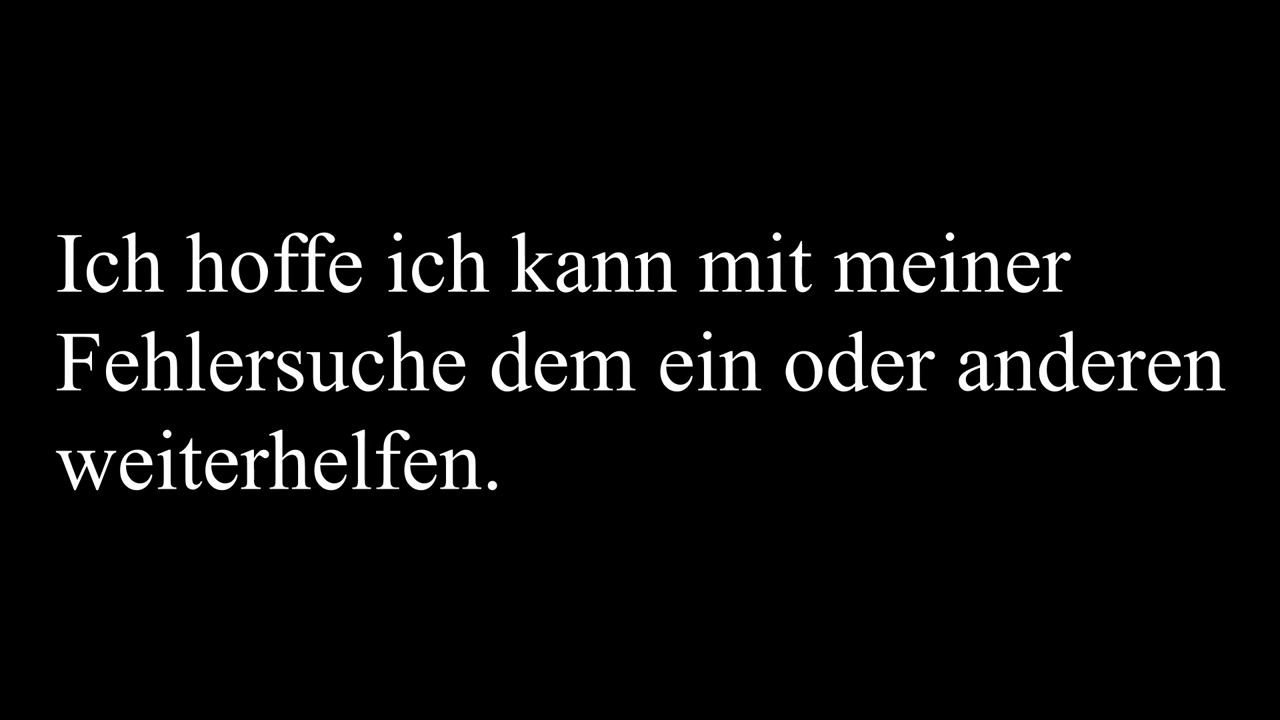 Ich hoffe ich kann mit meiner
Fehlersuche dem ein oder anderen
weiterhelfen.